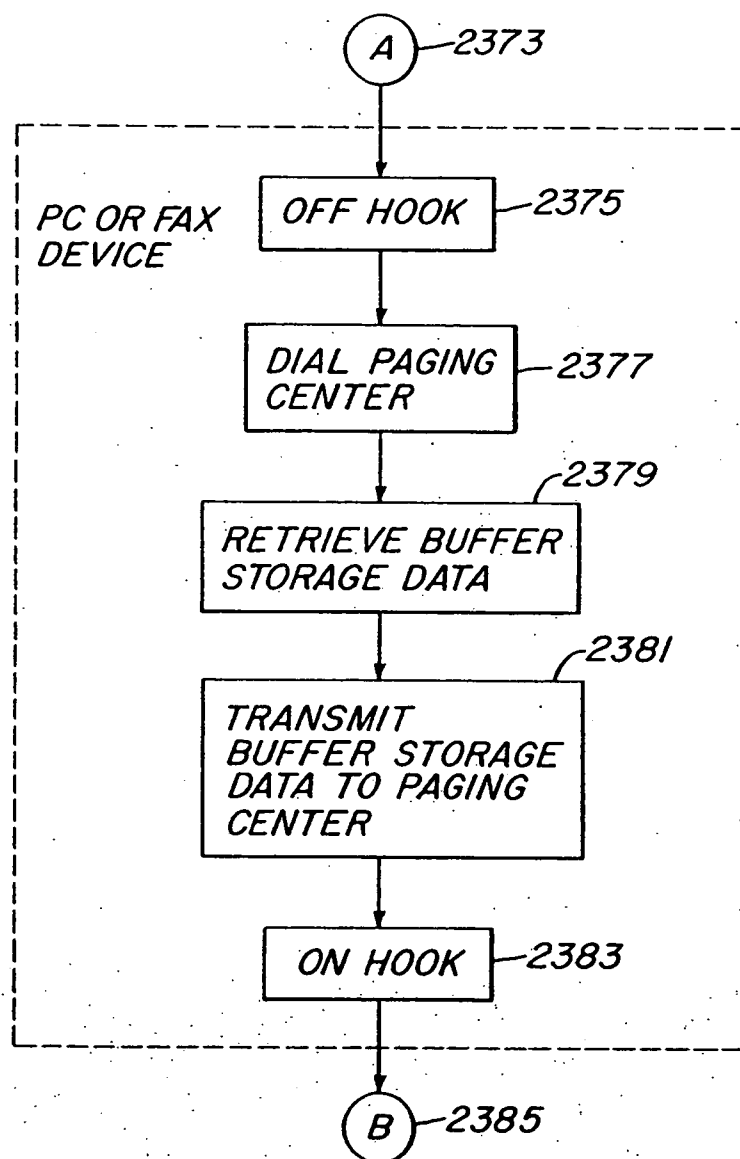 A 2373
OFF HOOK
2375
PC OR FAX
DEVICE
DIAL PAGING
CENTER
2377
2379
RETRIEVE BUFFER
STORAGE DATA
2381
TRANSMIT
BUFFER STORAGE
DATA TO PAGING
CENTER
ON HOOK
2383
B 2385